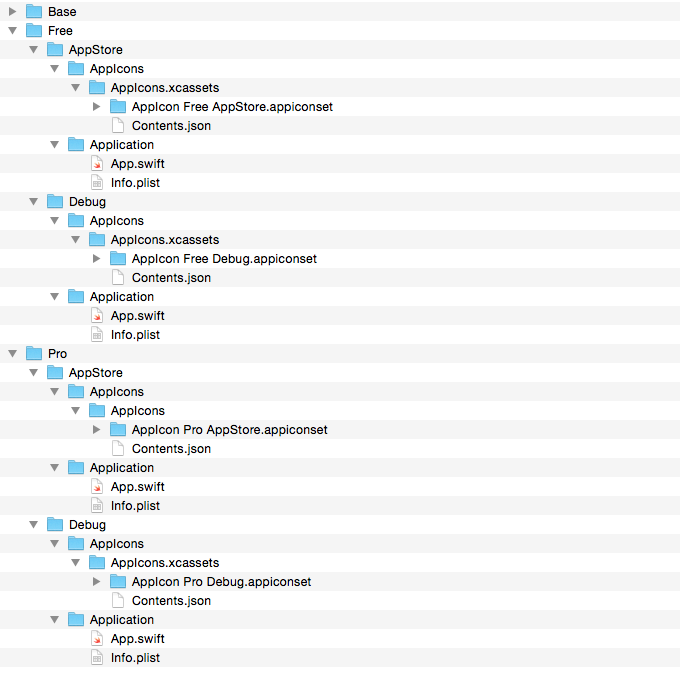 Base
Free
AppStore
AppIcons
AppIcons.xcassets
AppIcon Free AppStore.appiconset
Contents.json
Application
App.swift
Info.plist
Debug
AppIcons
AppIcons.xcassets
AppIcon Free Debug.appiconset
Contents.json
Application
App.swift
Info.plist
Pro
AppStore
AppIcons
AppIcons
AppIcon Pro AppStore.appiconset
Contents.json
Application
App.swift
Info.plist
Debug
AppIcons
AppIcons.xcassets
AppIcon Pro Debug.appiconset
Contents.json
Application
App.swift
Info.plist